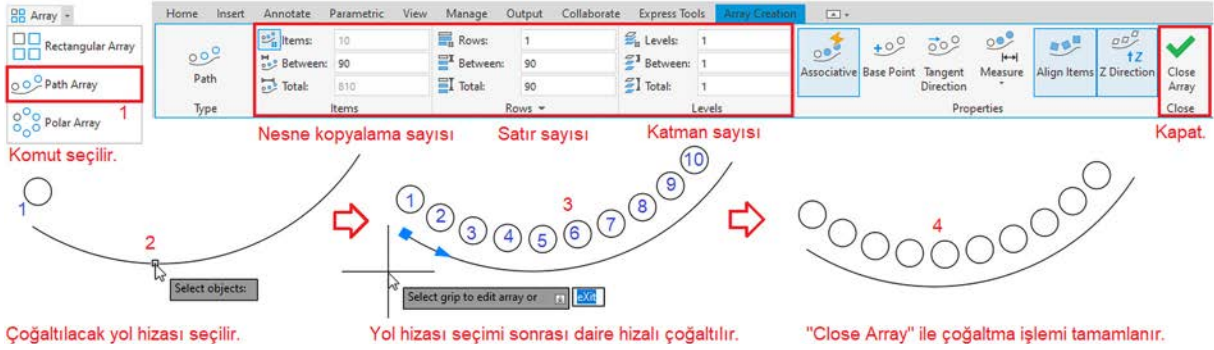 Array
Rectangular Array
Path Array
1
Polar Array
Komut seçilir.
Home Insert Annotate Parametric View Manage Output Collaborate Express Tools Array Creation
Path
Type
Items: 10
Between: 90
Total: 810
Items
Rows: 1
Between: 90
Total: 90
Rows
Levels: 1
Between: 1
Total: 1
Levels
Associative Base Point Tangent Direction Measure Align Items Z Direction
Properties
Close Array
Close
Nesne kopyalama sayısı Satır sayısı Katman sayısı Kapat.
1
2
Select objects:
1 2 3 4 5 6 7 8 9 10
3
Select grip to edit array or eXit
4
Çoğaltılacak yol hizası seçilir.
Yol hizası seçimi sonrası daire hizalı çoğaltılır.
"Close Array" ile çoğaltma işlemi tamamlanır.